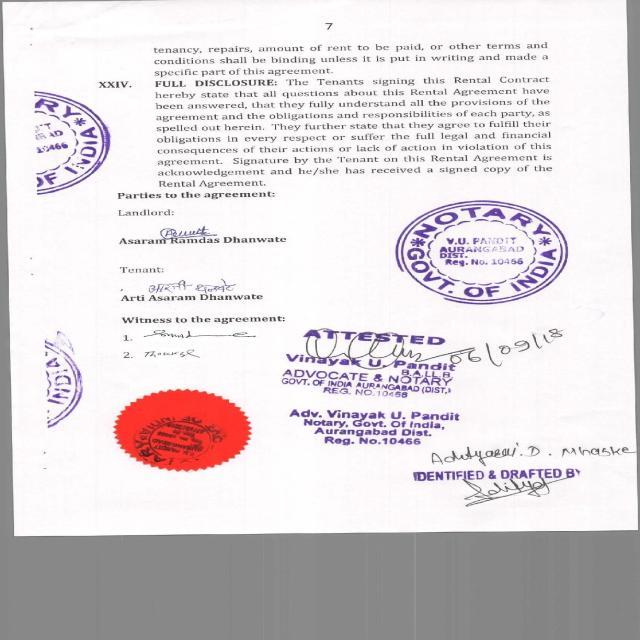 7
tenancy, repairs, amount of rent to be paid, or other terms and
conditions shall be binding unless it is put in writing and made a
specific part of this agreement.
XXIV. FULL DISCLOSURE: The Tenants signing this Rental Contract
hereby state that all questions about this Rental Agreement have
been answered, that they fully understand all the provisions of the
agreement and the obligations and responsibilities of each party, as
spelled out herein. They further state that they agree to fulfill their
obligations in every respect or suffer the full legal and financial
consequences of their actions or lack of action in violation of this
agreement. Signature by the Tenant on this Rental Agreement is
acknowledgement and he/she has received a signed copy of the
Rental Agreement.
Parties to the agreement:
Landlord:
Asaram Ramdas Dhanwate
Tenant:
आरती धनवटे
Arti Asaram Dhanwate
Witness to the agreement:
1.
2.
NOTARY
V.U. PANDIT
AURANGABAD
DIST.
Reg. No. 10466
GOVT. OF INDIA
OF INDIA
10466
INDIA
ATTESTED
06/09/18
Vinayak U. Pandit
B.A.LL.B.
ADVOCATE & NOTARY
GOVT. OF INDIA AURANGABAD (DIST.)
REG. NO.10466
Adv. Vinayak U. Pandit
Notary, Govt. Of India,
Aurangabad Dist.
Reg. No.10466
D. Mhaske
IDENTIFIED & DRAFTED BY